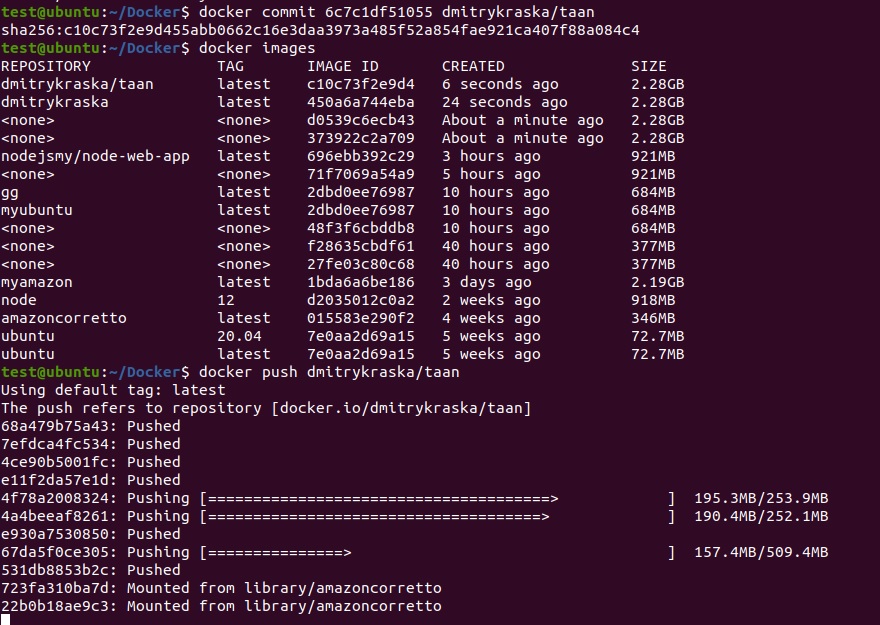 test@ubuntu:~/Docker$ docker commit 6c7c1df51055 dmitrykraska/taan
sha256:c10c73f2e9d455abb0662c16e3daa3973a485f52a854fae921ca407f88a084c4
test@ubuntu:~/Docker$ docker images
REPOSITORY TAG IMAGE ID CREATED SIZE
dmitrykraska/taan latest c10c73f2e9d4 6 seconds ago 2.28GB
dmitrykraska latest 450a6a744eba 24 seconds ago 2.28GB
<none> <none> d0539c6ecb43 About a minute ago 2.28GB
<none> <none> 373922c2a709 About a minute ago 2.28GB
nodejsmy/node-web-app latest 696ebb392c29 3 hours ago 921MB
<none> <none> 71f7069a54a9 5 hours ago 921MB
gg latest 2dbd0ee76987 10 hours ago 684MB
myubuntu latest 2dbd0ee76987 10 hours ago 684MB
<none> <none> 48f3f6cbddb8 10 hours ago 684MB
<none> <none> f28635cbdf61 40 hours ago 377MB
<none> <none> 27fe03c80c68 40 hours ago 377MB
myamazon latest 1bda6a6be186 3 days ago 2.19GB
node 12 d2035012c0a2 2 weeks ago 918MB
amazoncorretto latest 015583e290f2 4 weeks ago 346MB
ubuntu 20.04 7e0aa2d69a15 5 weeks ago 72.7MB
ubuntu latest 7e0aa2d69a15 5 weeks ago 72.7MB
test@ubuntu:~/Docker$ docker push dmitrykraska/taan
Using default tag: latest
The push refers to repository [docker.io/dmitrykraska/taan]
68a479b75a43: Pushed
7efdca4fc534: Pushed
4ce90b5001fc: Pushed
e11f2da57e1d: Pushed
4f78a2008324: Pushing [======================================>            ] 195.3MB/253.9MB
4a4beeaf8261: Pushing [=====================================>             ] 190.4MB/252.1MB
e930a7530850: Pushed
67da5f0ce305: Pushing [===============>                                   ] 157.4MB/509.4MB
531db8853b2c: Pushed
723fa310ba7d: Mounted from library/amazoncorretto
22b0b18ae9c3: Mounted from library/amazoncorretto